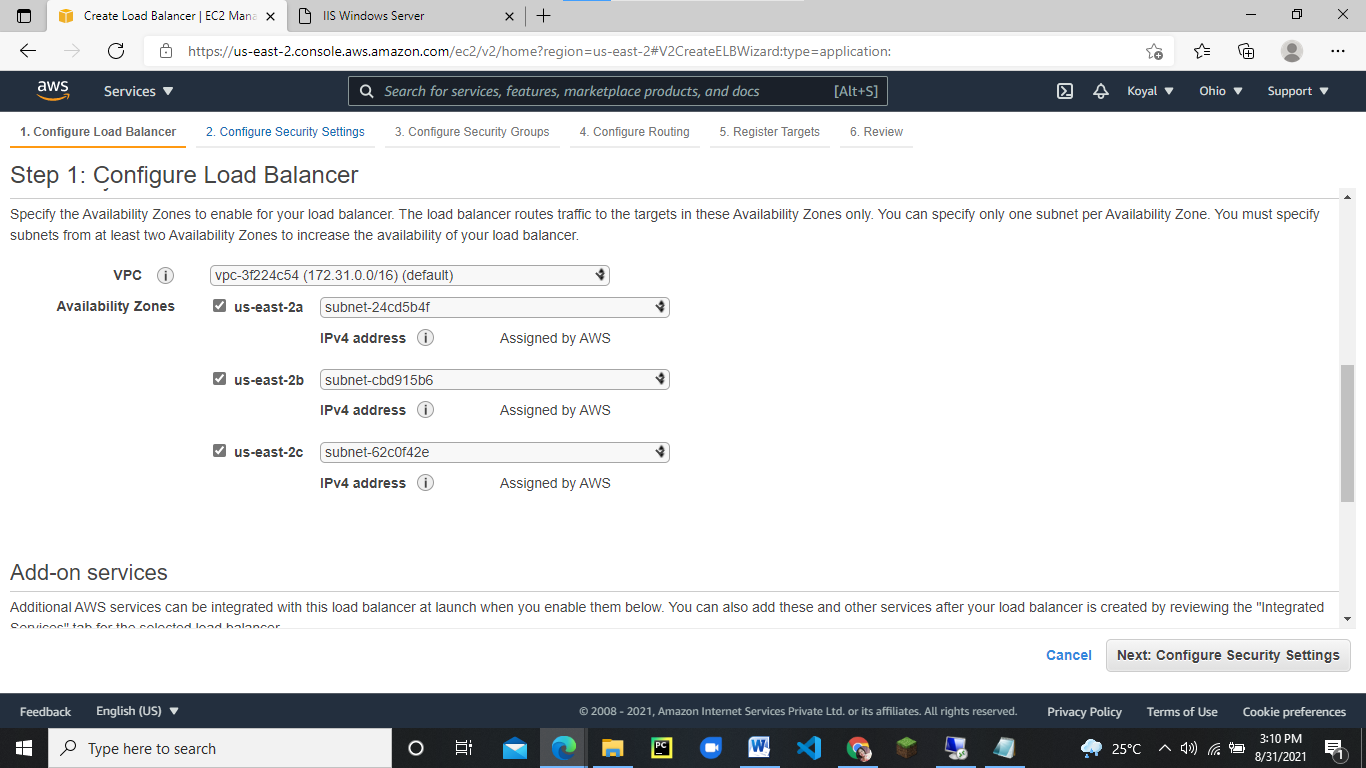 Create Load Balancer | EC2 Mana
IIS Windows Server
https://us-east-2.console.aws.amazon.com/ec2/v2/home?region=us-east-2#V2CreateELBWizard:type=application:
aws
Services
Search for services, features, marketplace products, and docs
[Alt+S]
Koyal
Ohio
Support
1. Configure Load Balancer
2. Configure Security Settings
3. Configure Security Groups
4. Configure Routing
5. Register Targets
6. Review
Step 1: Configure Load Balancer
Specify the Availability Zones to enable for your load balancer. The load balancer routes traffic to the targets in these Availability Zones only. You can specify only one subnet per Availability Zone. You must specify
subnets from at least two Availability Zones to increase the availability of your load balancer.
VPC
i
vpc-3f224c54 (172.31.0.0/16) (default)
Availability Zones
us-east-2a
subnet-24cd5b4f
IPv4 address
i
Assigned by AWS
us-east-2b
subnet-cbd915b6
IPv4 address
i
Assigned by AWS
us-east-2c
subnet-62c0f42e
IPv4 address
i
Assigned by AWS
Add-on services
Additional AWS services can be integrated with this load balancer at launch when you enable them below. You can also add these and other services after your load balancer is created by reviewing the "Integrated
Services" tab for the selected load balancer.
Cancel
Next: Configure Security Settings
Feedback
English (US)
© 2008 - 2021, Amazon Internet Services Private Ltd. or its affiliates. All rights reserved.
Privacy Policy
Terms of Use
Cookie preferences
Type here to search
PC
W
25°C
3:10 PM
8/31/2021
1